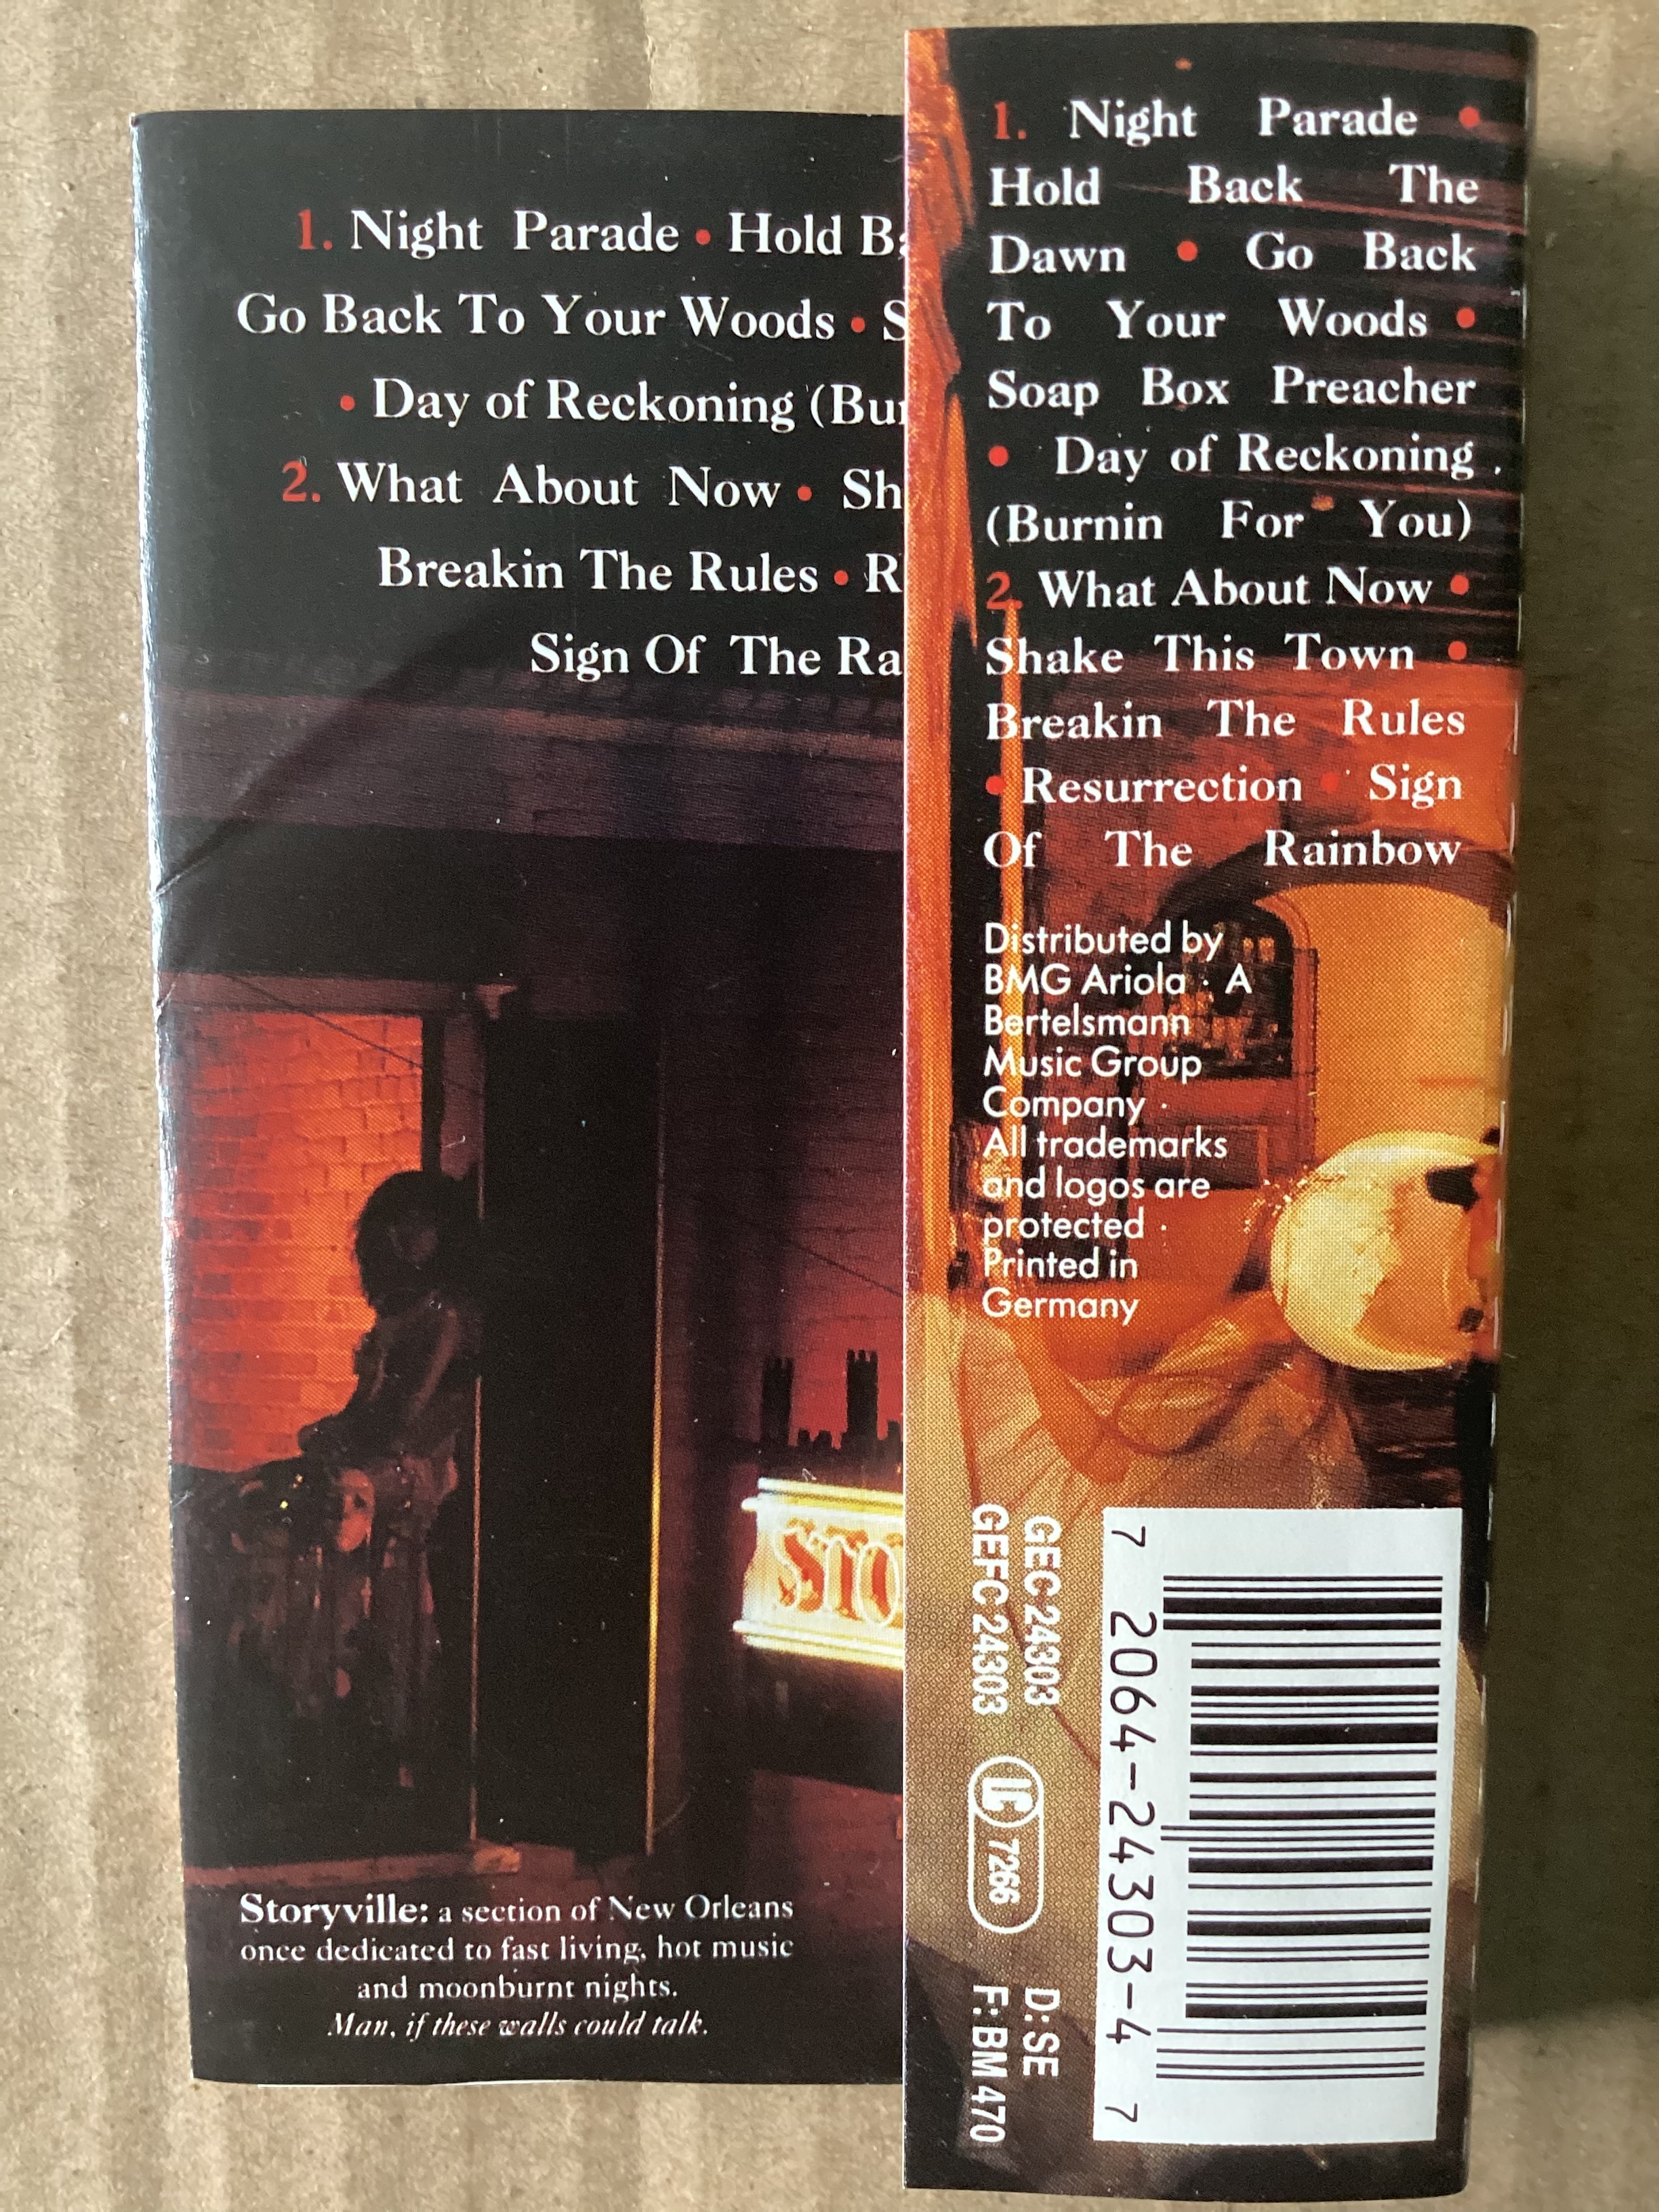 1. Night Parade • Hold
Go Back To Your Woods •
• Day of Reckoning
2. What About Now •
Breakin The Rules •
Sign Of The
STO
Storyville: a section of New Orleans
once dedicated to fast living, hot music
and moonburnt nights.
Man, if these walls could talk.
1. Night Parade •
Hold Back The
Dawn • Go Back
To Your Woods •
Soap Box Preacher
• Day of Reckoning
(Burnin For You)
2. What About Now •
Shake This Town •
Breakin The Rules
• Resurrection • Sign
Of The Rainbow
Distributed by
BMG Ariola · A
Bertelsmann
Music Group
Company ·
All trademarks
and logos are
protected ·
Printed in
Germany
GEC 24303 D: SE
GEFC 24303 LC 7266 F: BM 470
7 2064-24303-4 7